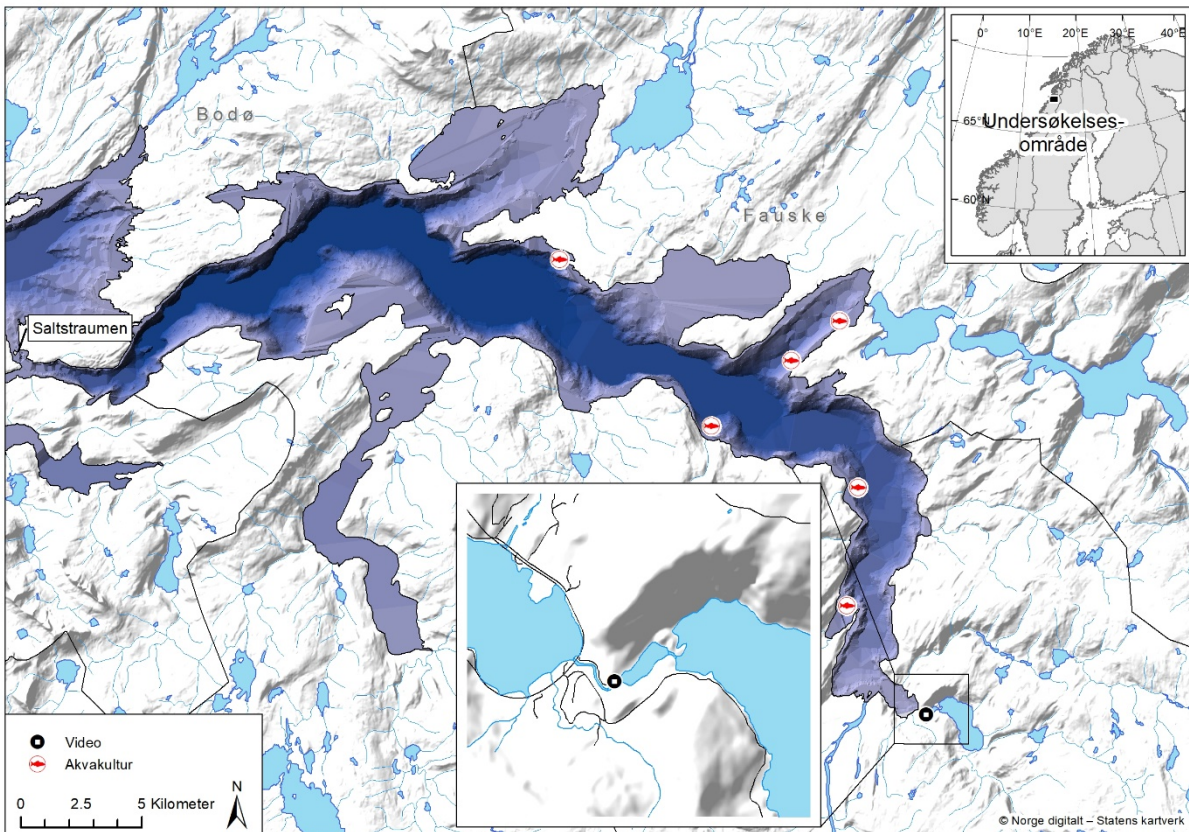 0°
10°E
20°E
30°E
40°E
65°N
Undersøkelses-
område
60°N
Bodø
Fauske
Saltstraumen
Video
Akvakultur
0 2.5 5 Kilometer
N
© Norge digitalt – Statens kartverk